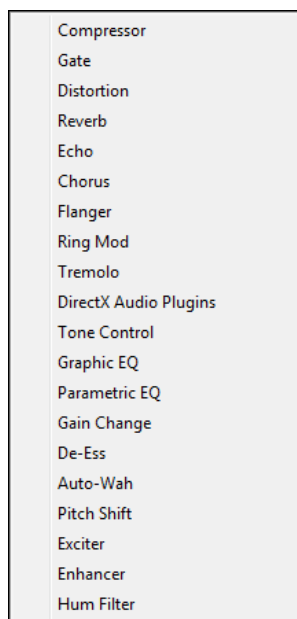 Compressor
Gate
Distortion
Reverb
Echo
Chorus
Flanger
Ring Mod
Tremolo
DirectX Audio Plugins
Tone Control
Graphic EQ
Parametric EQ
Gain Change
De-Ess
Auto-Wah
Pitch Shift
Exciter
Enhancer
Hum Filter